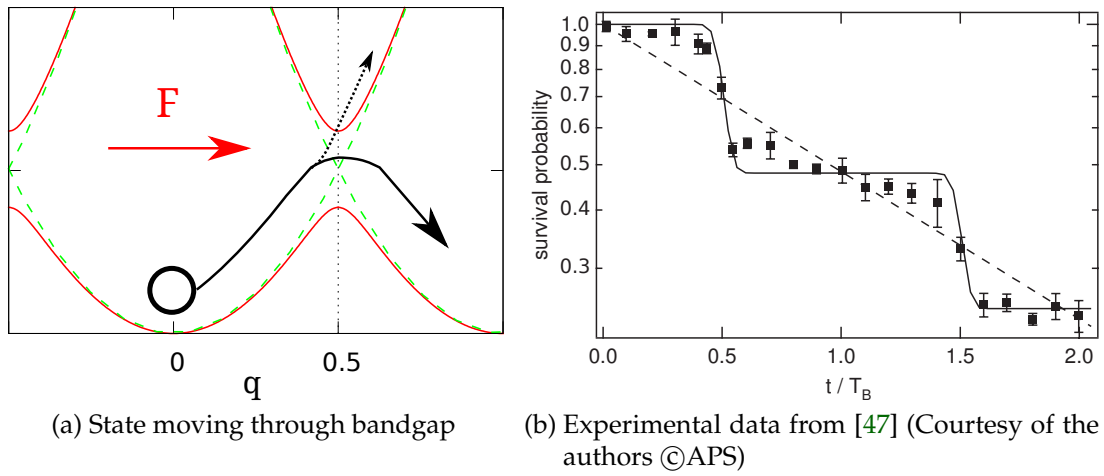 F
0
0.5
q
(a) State moving through bandgap
1.0
0.9
0.8
0.7
0.6
0.5
0.4
0.3
survival probability
0.0
0.5
1.0
1.5
2.0
t / T_B
(b) Experimental data from [47] (Courtesy of the
authors ©APS)